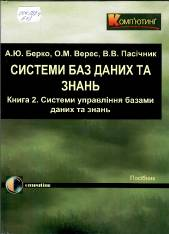 Комп'ютинг
А.Ю. Берко, О.М. Верес, В.В. Пасічник
СИСТЕМИ БАЗ ДАНИХ ТА
ЗНАНЬ
Книга 2. Системи управління базами
даних та знань
Посібник